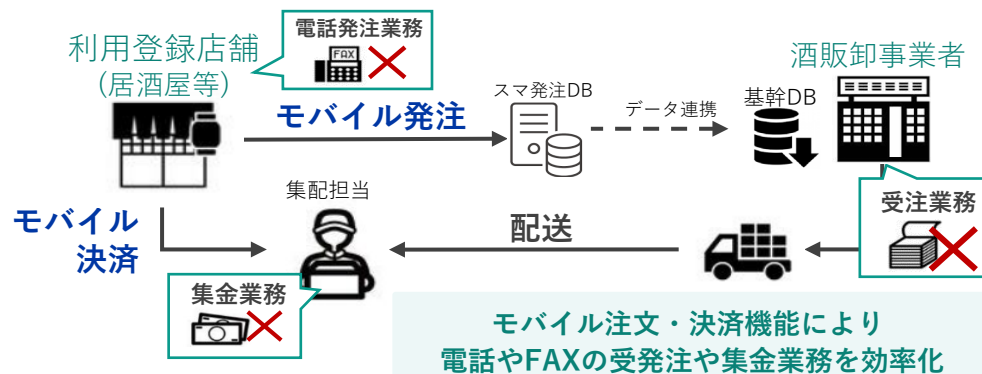 電話発注業務
FAX
利用登録店舗
(居酒屋等)
酒販卸事業者
スマ発注DB
データ連携
基幹DB
モバイル発注
集配担当
受注業務
モバイル
決済
配送
集金業務
モバイル注文・決済機能により
電話やFAXの受発注や集金業務を効率化